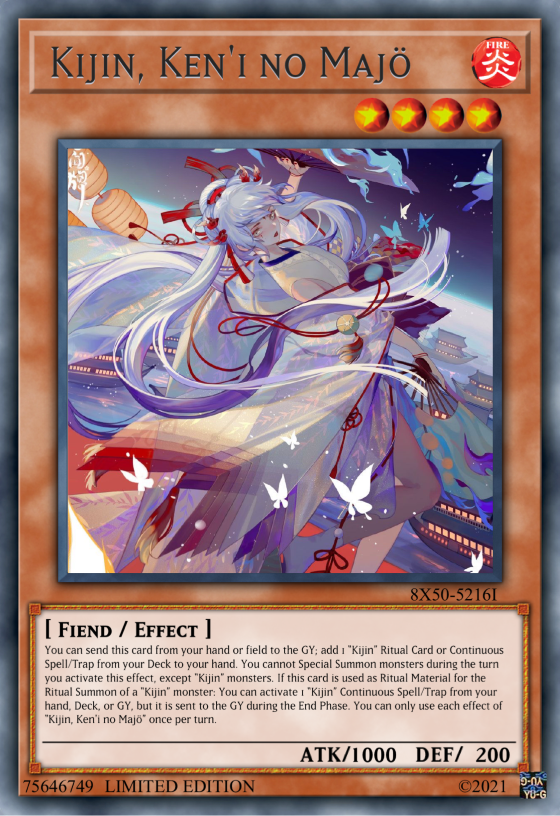 Kijin, Ken'i no Majö
FIRE
炎
8X50-5216I
[ Fiend / Effect ]
You can send this card from your hand or field to the GY; add 1 "Kijin" Ritual Card or Continuous
Spell/Trap from your Deck to your hand. You cannot Special Summon monsters during the turn
you activate this effect, except "Kijin" monsters. If this card is used as Ritual Material for the
Ritual Summon of a "Kijin" monster: You can activate 1 "Kijin" Continuous Spell/Trap from your
hand, Deck, or GY, but it is sent to the GY during the End Phase. You can only use each effect of
"Kijin, Ken'i no Majö" once per turn.
ATK/1000 DEF/ 200
75646749 LIMITED EDITION
©2021
YU-G
YU-G